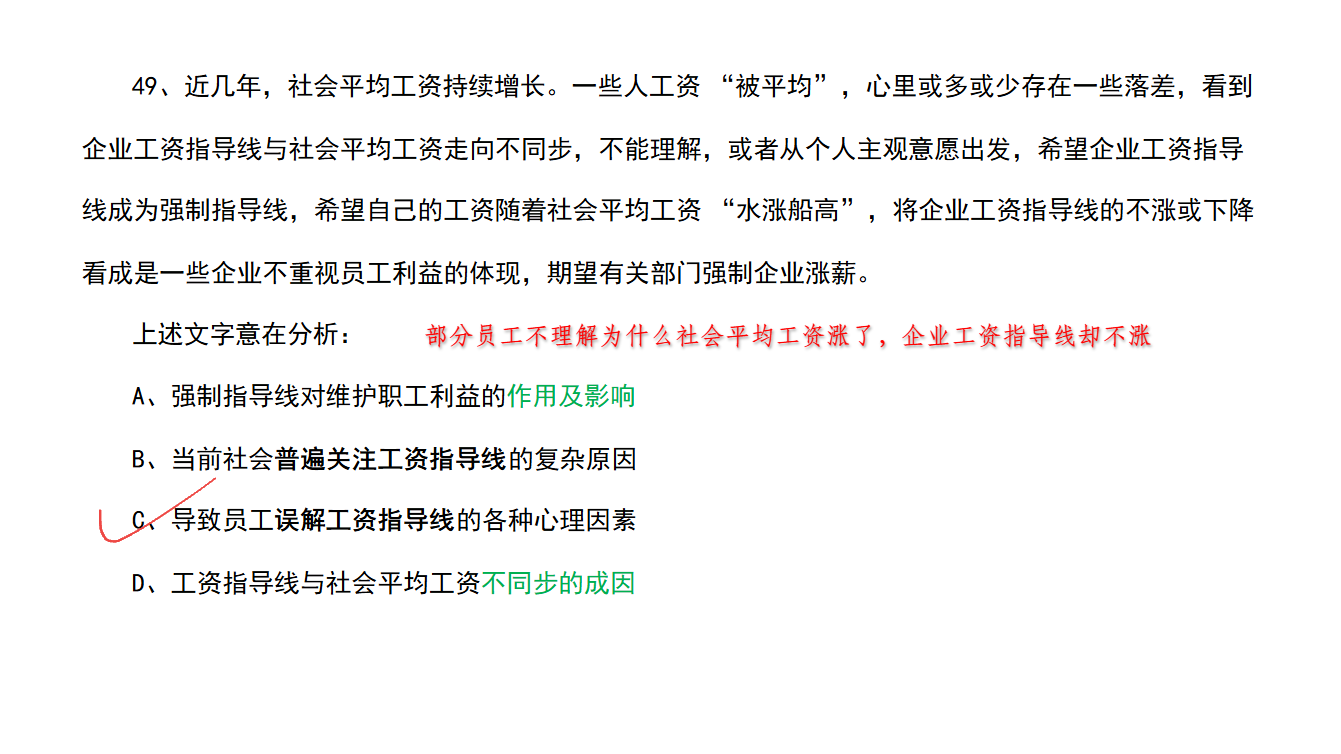 49、近几年，社会平均工资持续增长。一些人工资 “被平均”，心里或多或少存在一些落差，看到
企业工资指导线与社会平均工资走向不同步，不能理解，或者从个人主观意愿出发，希望企业工资指导
线成为强制指导线，希望自己的工资随着社会平均工资 “水涨船高”，将企业工资指导线的不涨或下降
看成是一些企业不重视员工利益的体现，期望有关部门强制企业涨薪。
上述文字意在分析： 部分员工不理解为什么社会平均工资涨了，企业工资指导线却不涨
A、强制指导线对维护职工利益的作用及影响
B、当前社会普遍关注工资指导线的复杂原因
C、导致员工误解工资指导线的各种心理因素
D、工资指导线与社会平均工资不同步的成因